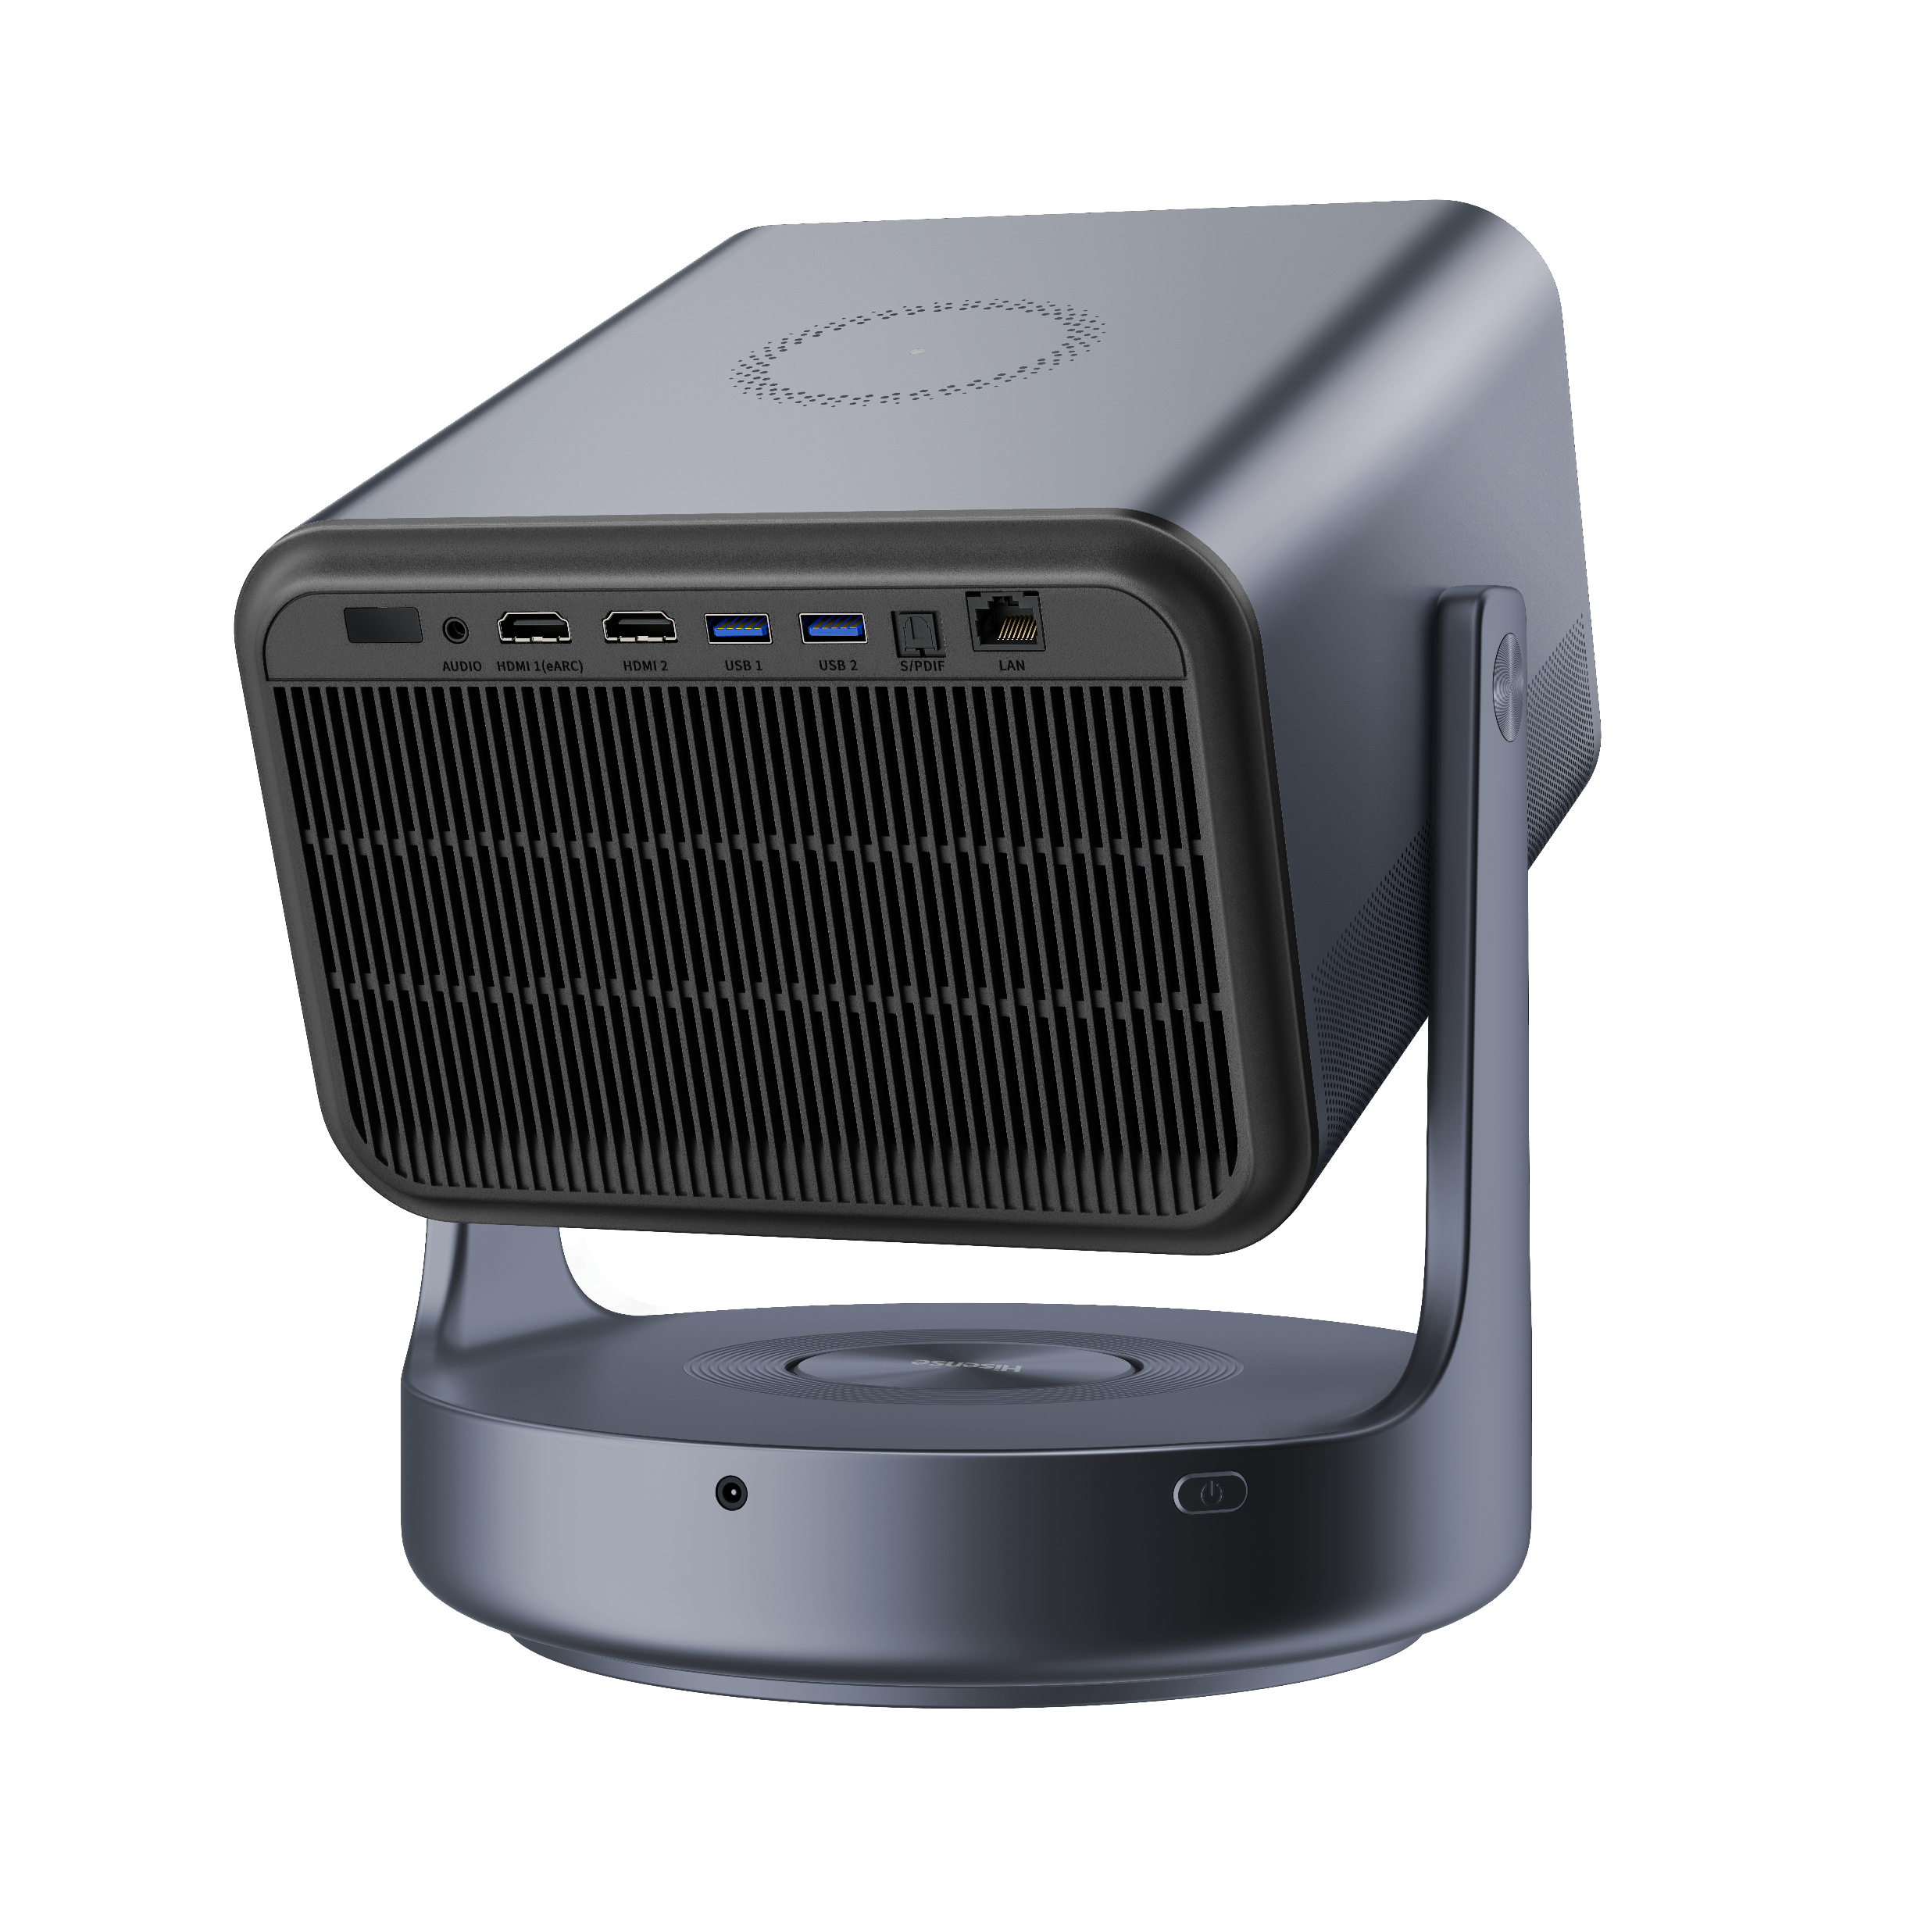 AUDIO HDMI 1(eARC) HDMI 2 USB 1 USB 2 S/PDIF LAN
Hisense